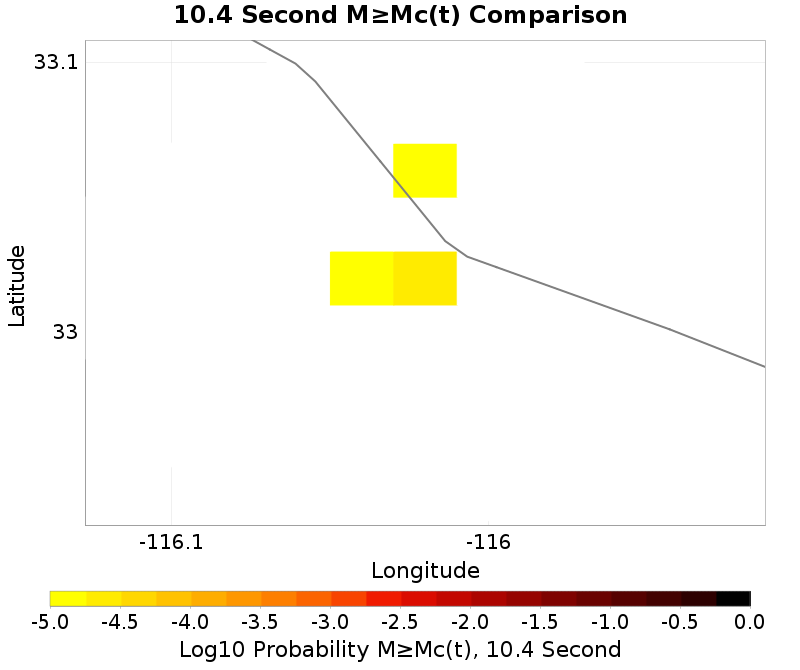 10.4 Second M≥Mc(t) Comparison
33.1
33
Latitude
-116.1 -116
Longitude
-5.0 -4.5 -4.0 -3.5 -3.0 -2.5 -2.0 -1.5 -1.0 -0.5 0.0
Log10 Probability M≥Mc(t), 10.4 Second